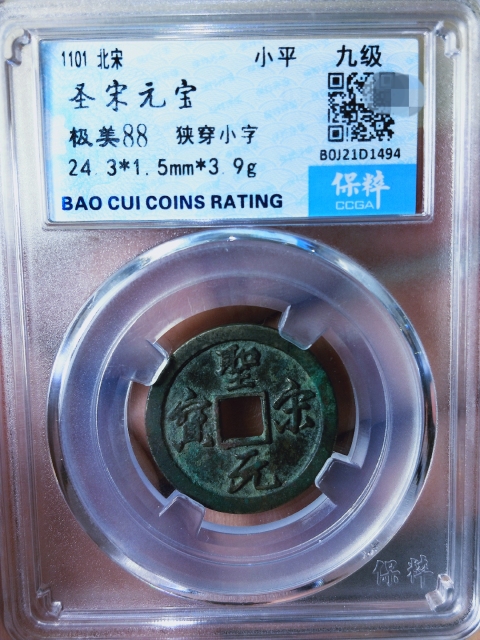 1101 北宋 小平 九级
圣宋元宝
极美88 狭穿小字
24.3*1.5mm*3.9g
B0J21D1494
BAO CUI COINS RATING
保粹
CCGA
聖宋元寶
保粹